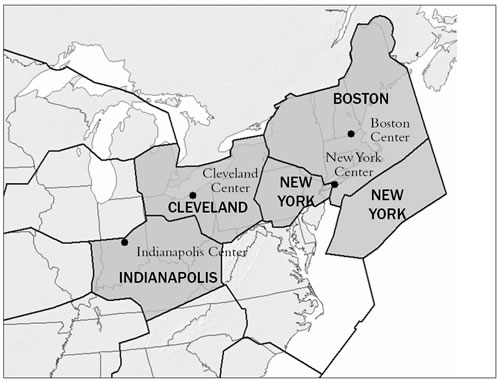 BOSTON
Boston
Center
New York
Center
Cleveland
Center
CLEVELAND
NEW
YORK
NEW
YORK
Indianapolis Center
INDIANAPOLIS